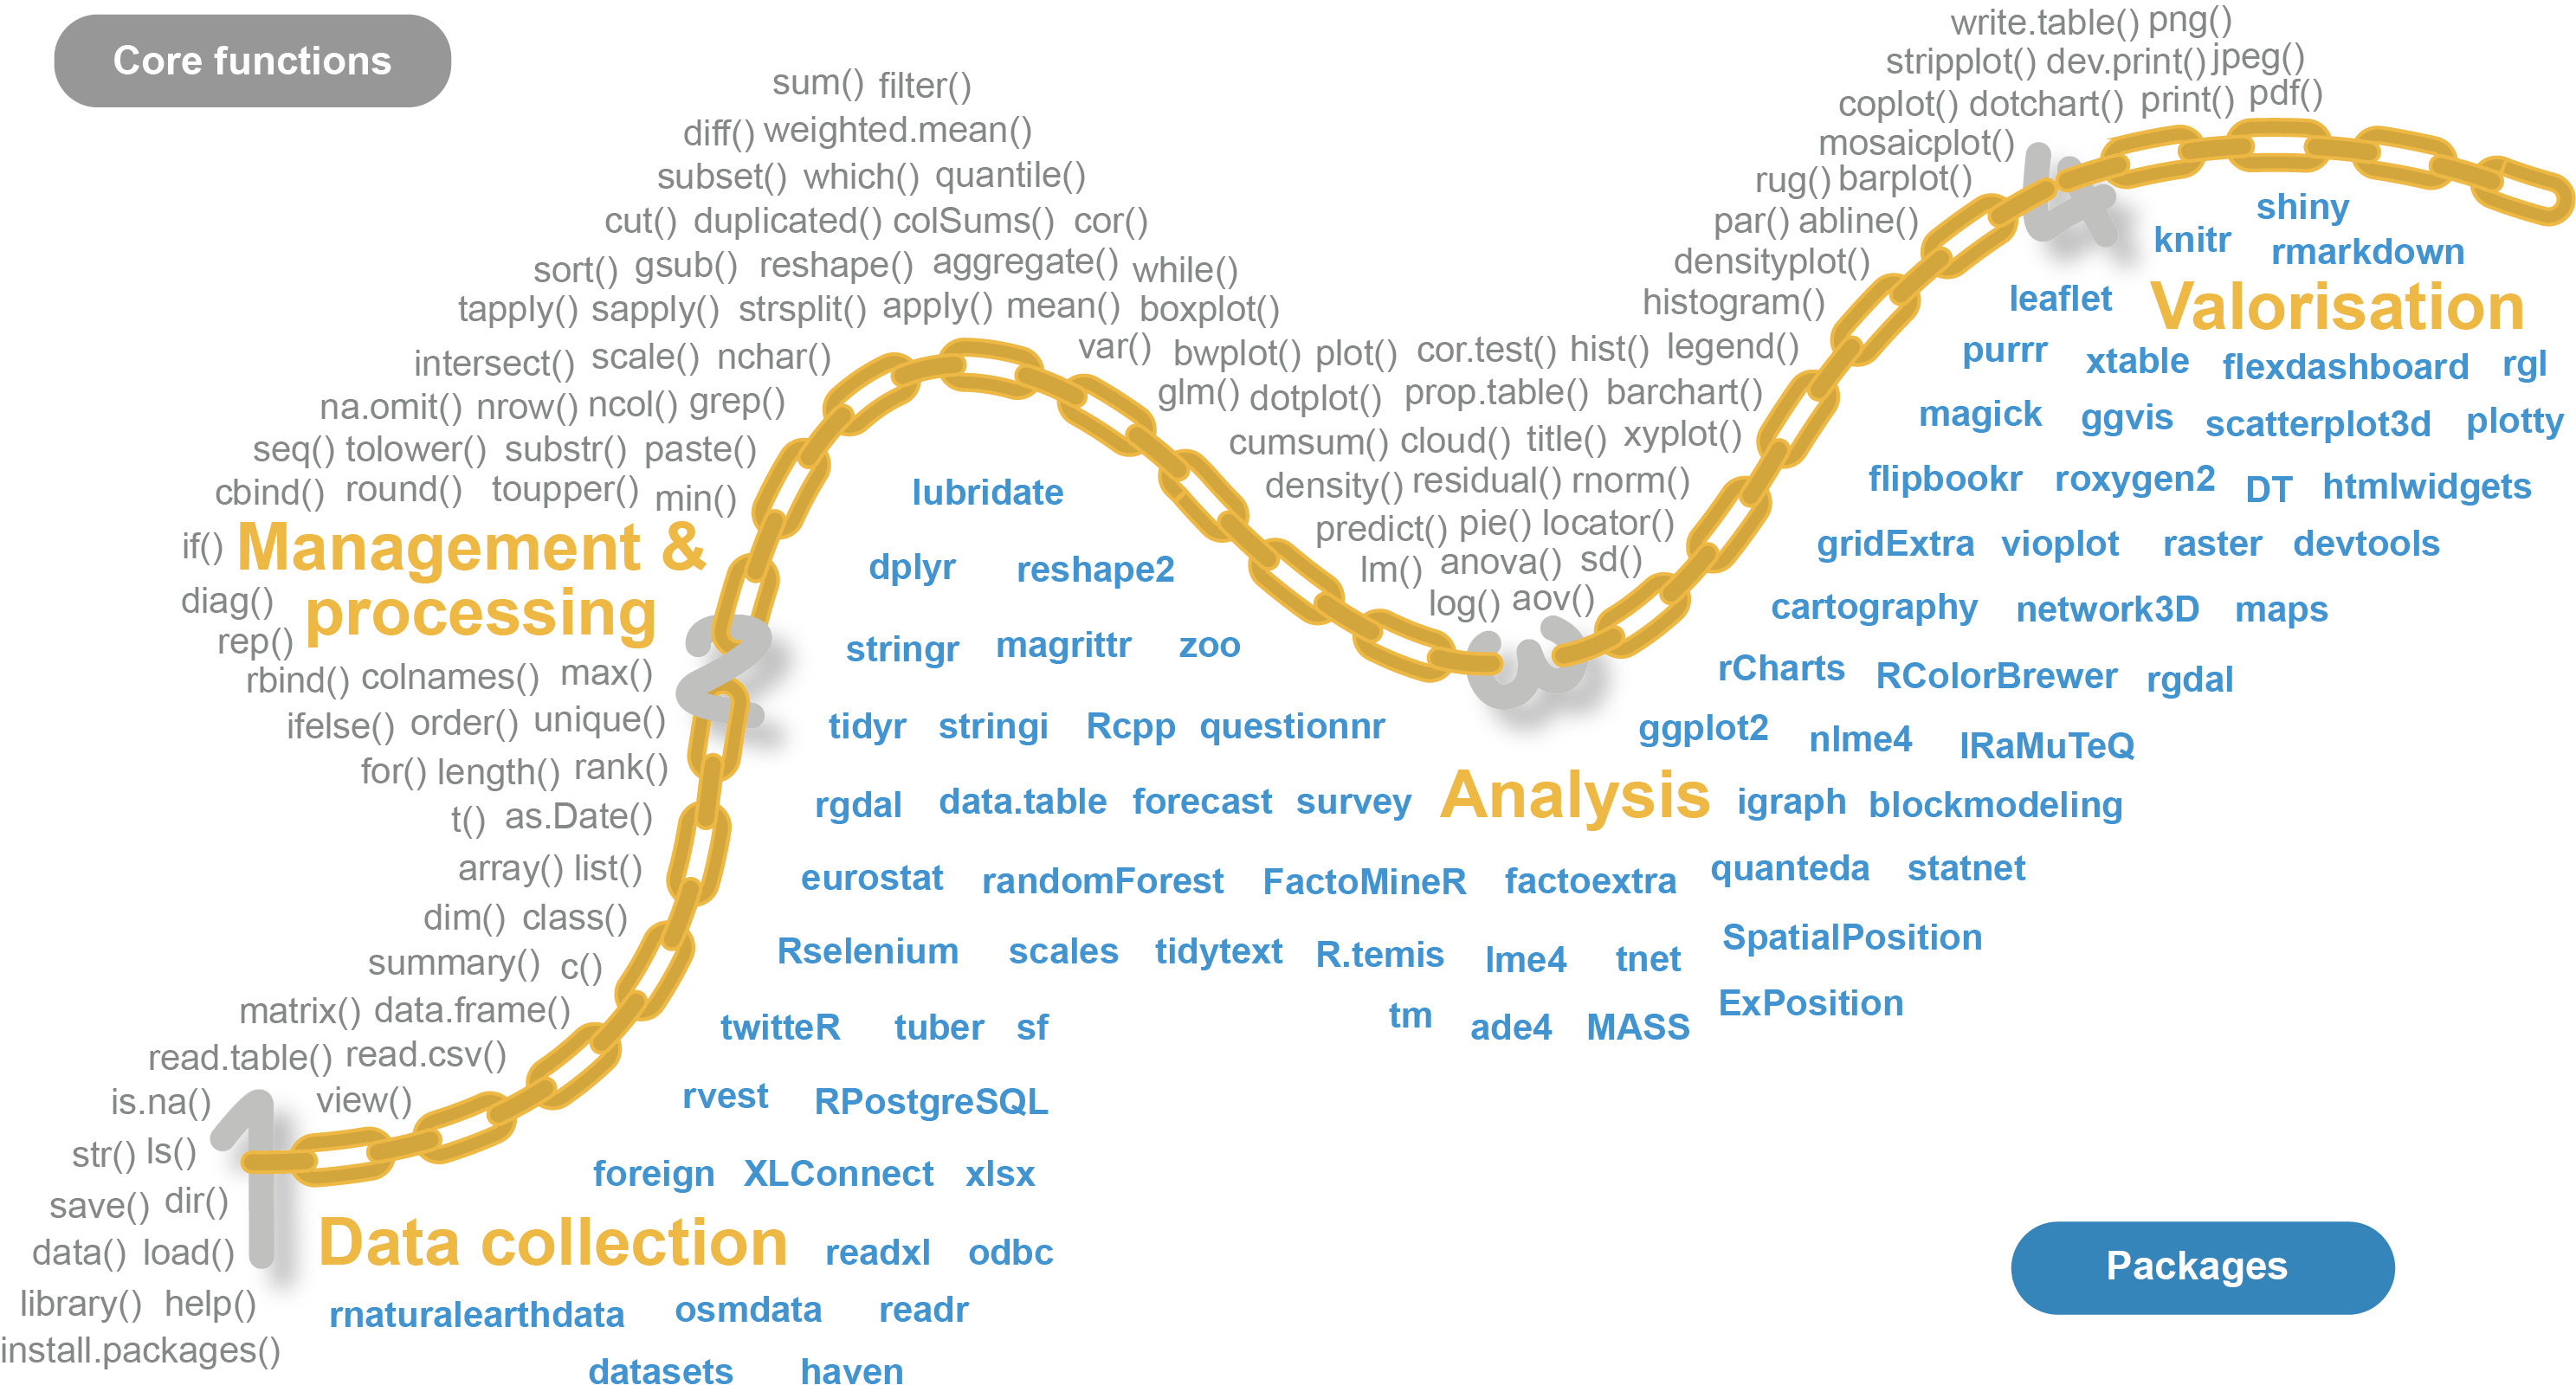 Core functions
write.table() png()
stripplot() dev.print() jpeg()
coplot() dotchart() print() pdf()
mosaicplot()
rug() barplot()
par() abline()
densityplot()
histogram()
sum() filter()
diff() weighted.mean()
subset() which() quantile()
cut() duplicated() colSums() cor()
sort() gsub() reshape() aggregate() while()
tapply() sapply() strsplit() apply() mean() boxplot()
intersect() scale() nchar()
var() bwplot() plot() cor.test() hist() legend()
na.omit() nrow() ncol() grep()
glm() dotplot() prop.table() barchart()
seq() tolower() substr() paste()
cumsum() cloud() title() xyplot()
cbind() round() toupper() min()
density() residual() rnorm()
if() Management &
predict() pie() locator()
lm() anova() sd()
diag() processing
log() aov()
rep()
2
3
4
rbind() colnames() max()
ifelse() order() unique()
for() length() rank()
t() as.Date()
array() list()
dim() class()
summary() c()
matrix() data.frame()
read.table() read.csv()
is.na() 1 view()
str() ls()
save() dir()
data() load()
library() help()
install.packages()
shiny
knitr rmarkdown
leaflet Valorisation
purrr xtable flexdashboard rgl
magick ggvis scatterplot3d plotty
flipbookr roxygen2 DT htmlwidgets
gridExtra vioplot raster devtools
cartography network3D maps
rCharts RColorBrewer rgdal
ggplot2 nlme4 IRaMuTeQ
lubridate
dplyr reshape2
stringr magrittr zoo
tidyr stringi Rcpp questionnr
rgdal data.table forecast survey Analysis igraph blockmodeling
eurostat randomForest FactoMineR factoextra quanteda statnet
Rselenium scales tidytext R.temis lme4 tnet SpatialPosition
twitteR tuber sf tm ade4 MASS ExPosition
rvest RPostgreSQL
foreign XLConnect xlsx
Data collection readxl odbc
rnaturalearthdata osmdata readr
datasets haven
Packages